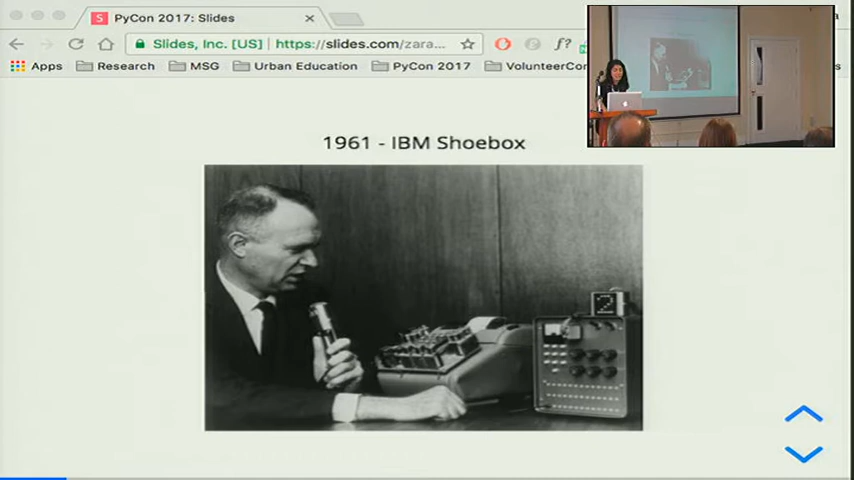 PyCon 2017: Slides
Slides, Inc. [US] https://slides.com/zara...
f?
Apps Research MSG Urban Education PyCon 2017 VolunteerCor
1961 - IBM Shoebox
2